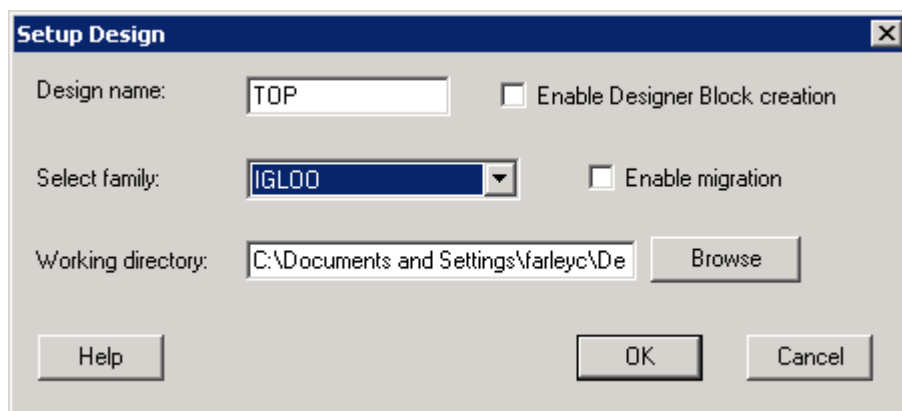 Setup Design
Design name: TOP Enable Designer Block creation
Select family: IGLOO Enable migration
Working directory: C:\Documents and Settings\farleyc\De Browse
Help OK Cancel